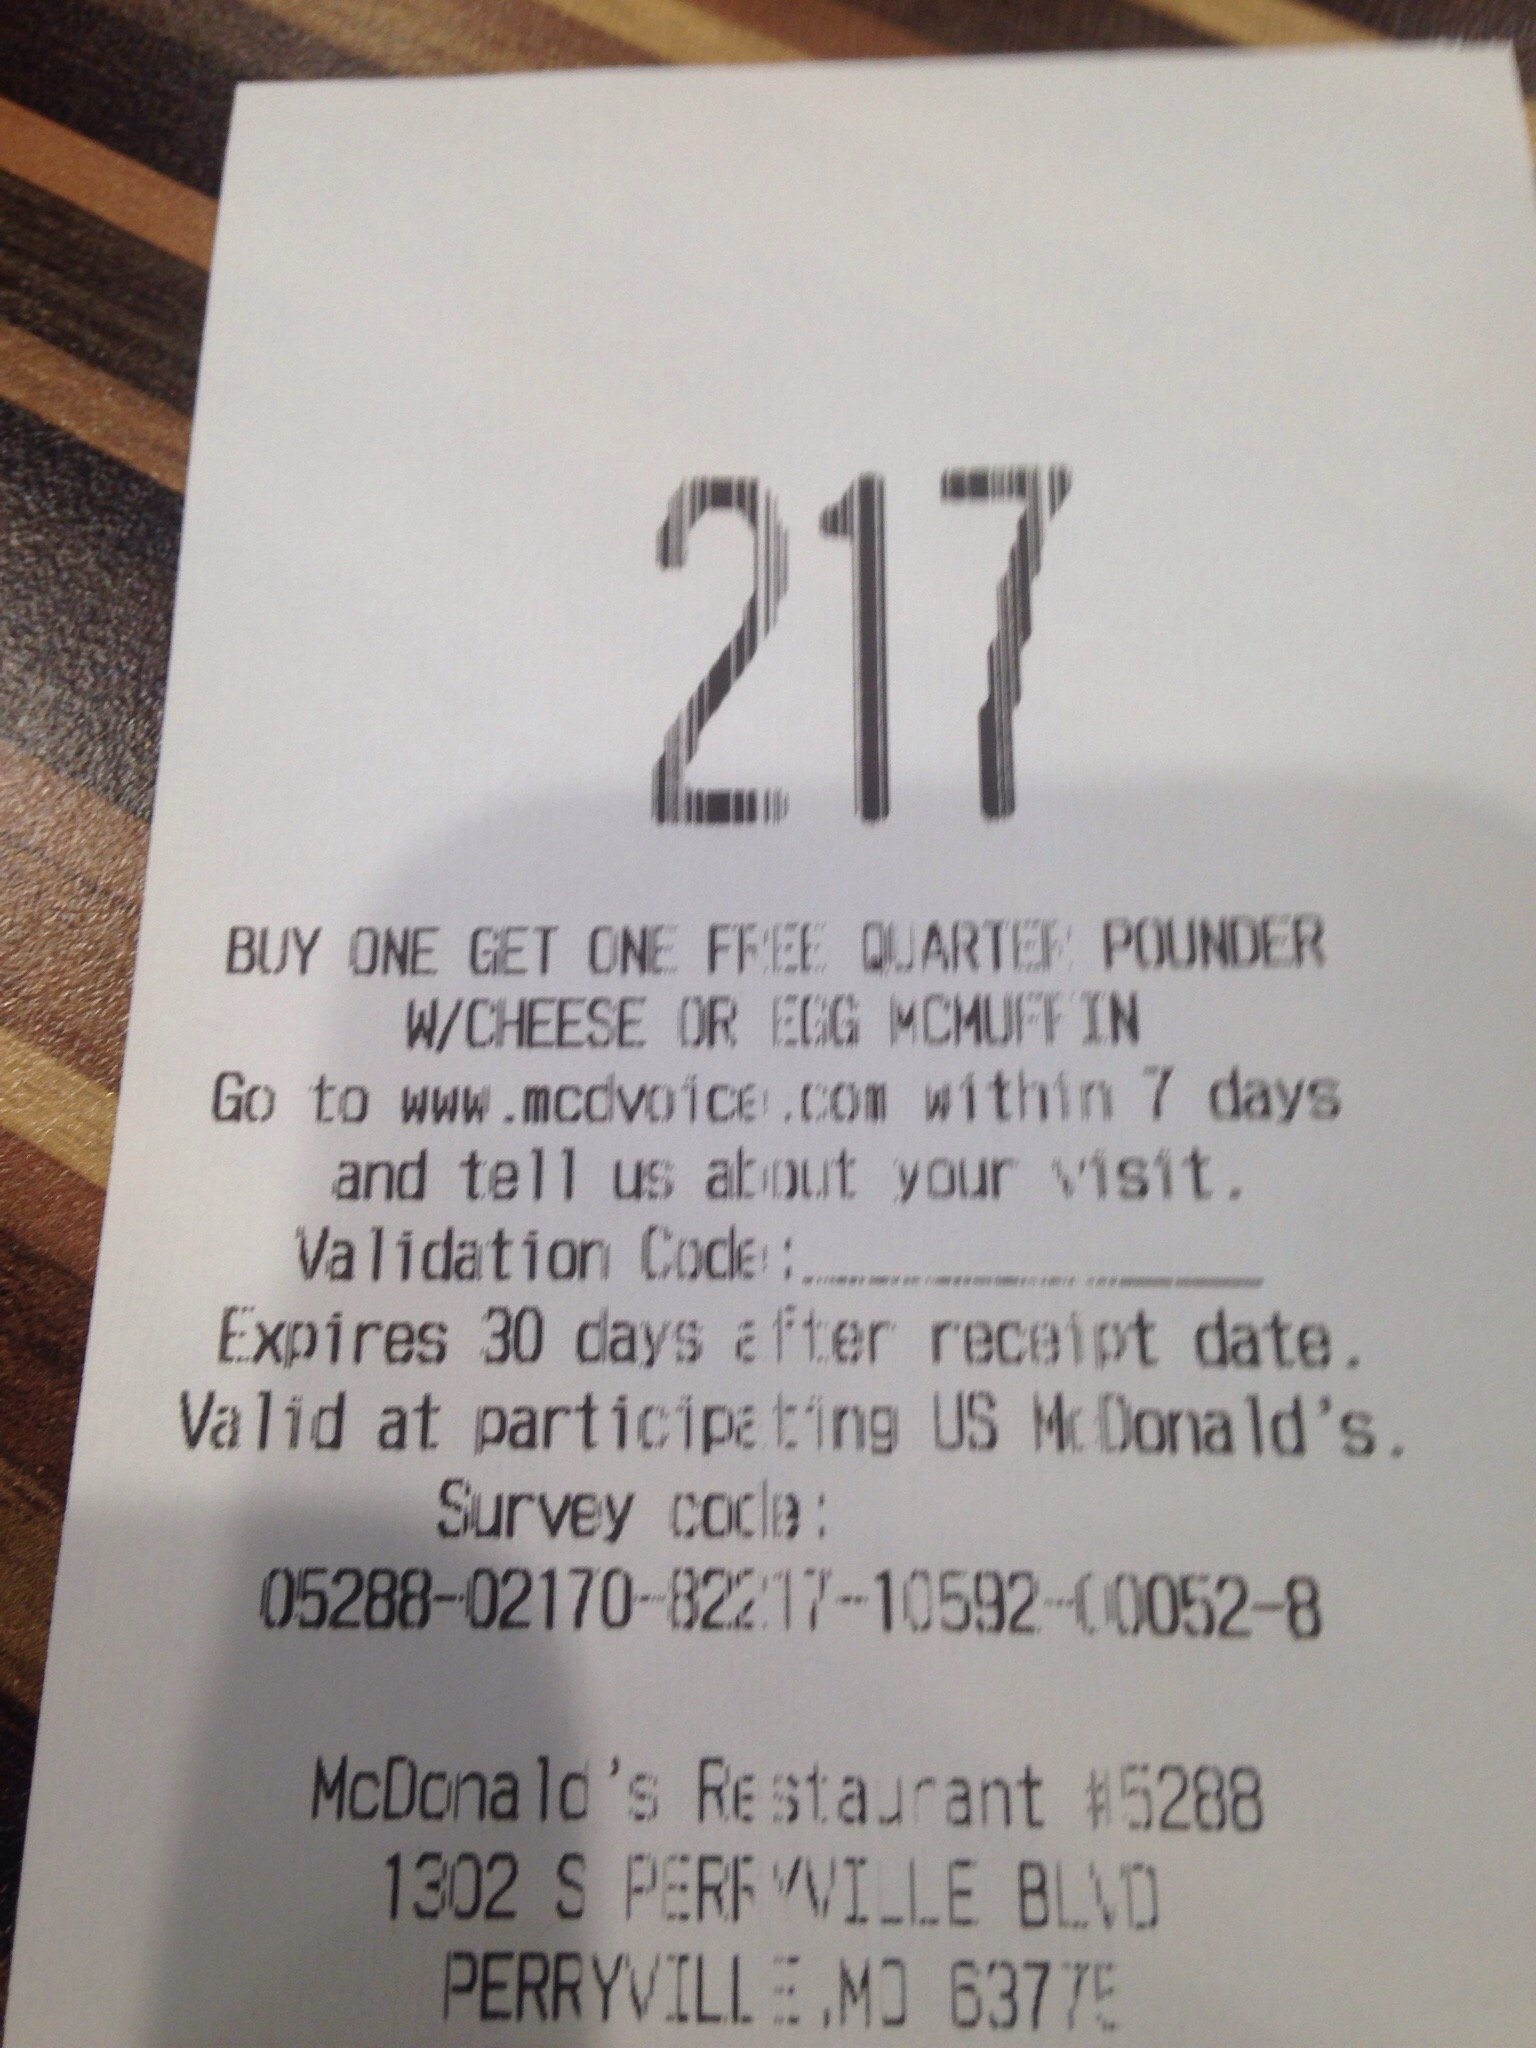 217
BUY ONE GET ONE FREE QUARTER POUNDER
W/CHEESE OR EGG MCMUFFIN
Go to www.mcdvoice.com within 7 days
and tell us about your visit.
Validation Code:
Expires 30 days after receipt date.
Valid at participating US McDonald's.
Survey code:
05288-02170-82217-10592-00052-8
McDonald's Restaurant #5288
1302 S PERRYVILLE BLVD
PERRYVILLE,MO 63775